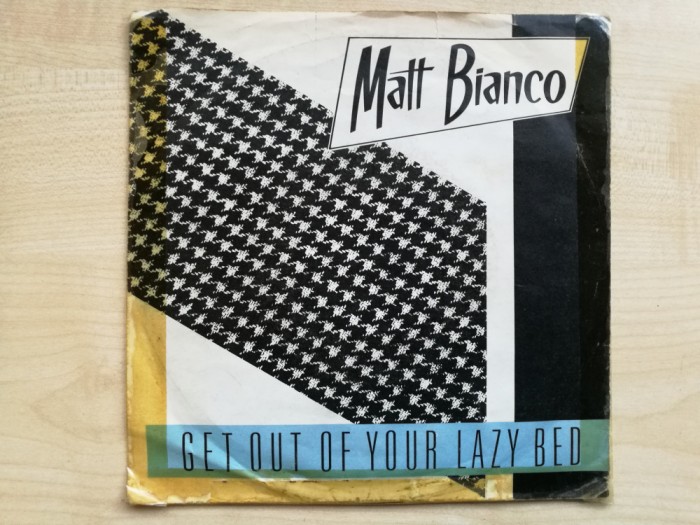 Matt Bianco
GET OUT OF YOUR LAZY BED